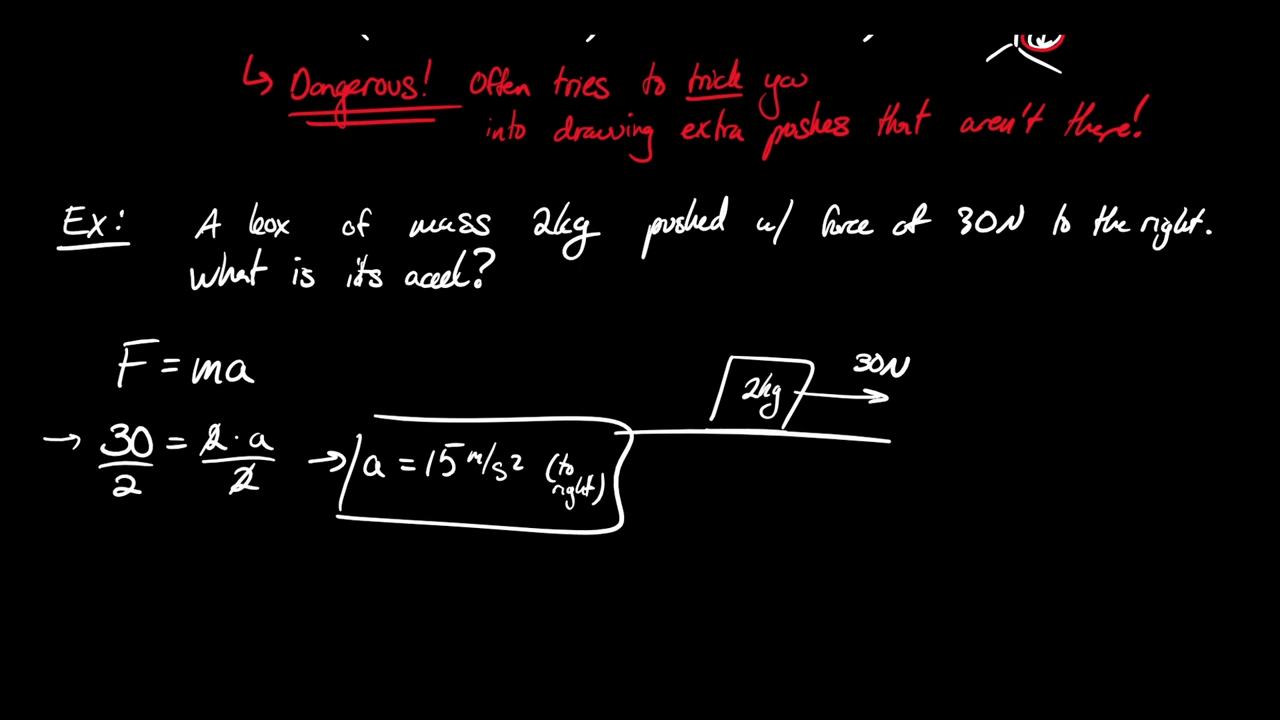 ↳ Dangerous! Often tries to trick you
into drawing extra pushes that aren't there!
Ex: A box of mass 2kg pushed w/ force of 30N to the right.
What is its accel?
F = ma
→ 30/2 = 2·a/2 → a = 15 m/s² (to right)
2kg
30N